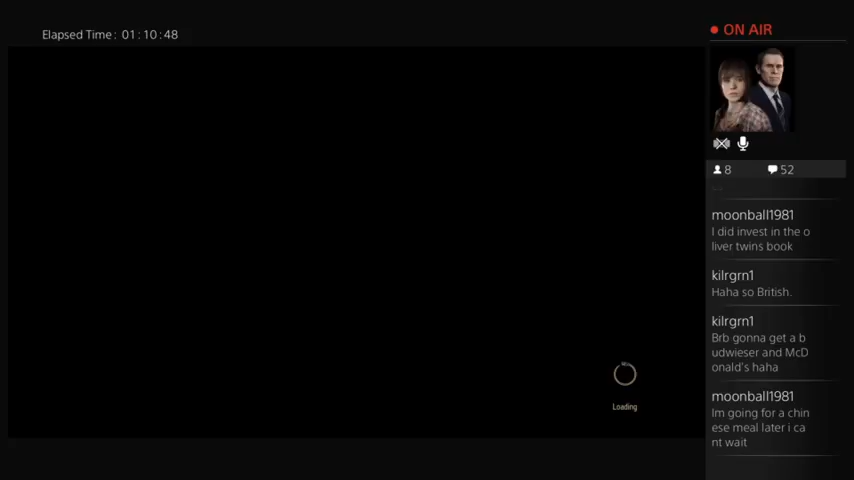 Elapsed Time: 01:10:48
ON AIR
8 52
moonball1981
I did invest in the o
liver twins book
kilrgrn1
Haha so British.
kilrgrn1
Brb gonna get a b
udwieser and McD
onald's haha
moonball1981
Im going for a chin
ese meal later i ca
nt wait
Loading